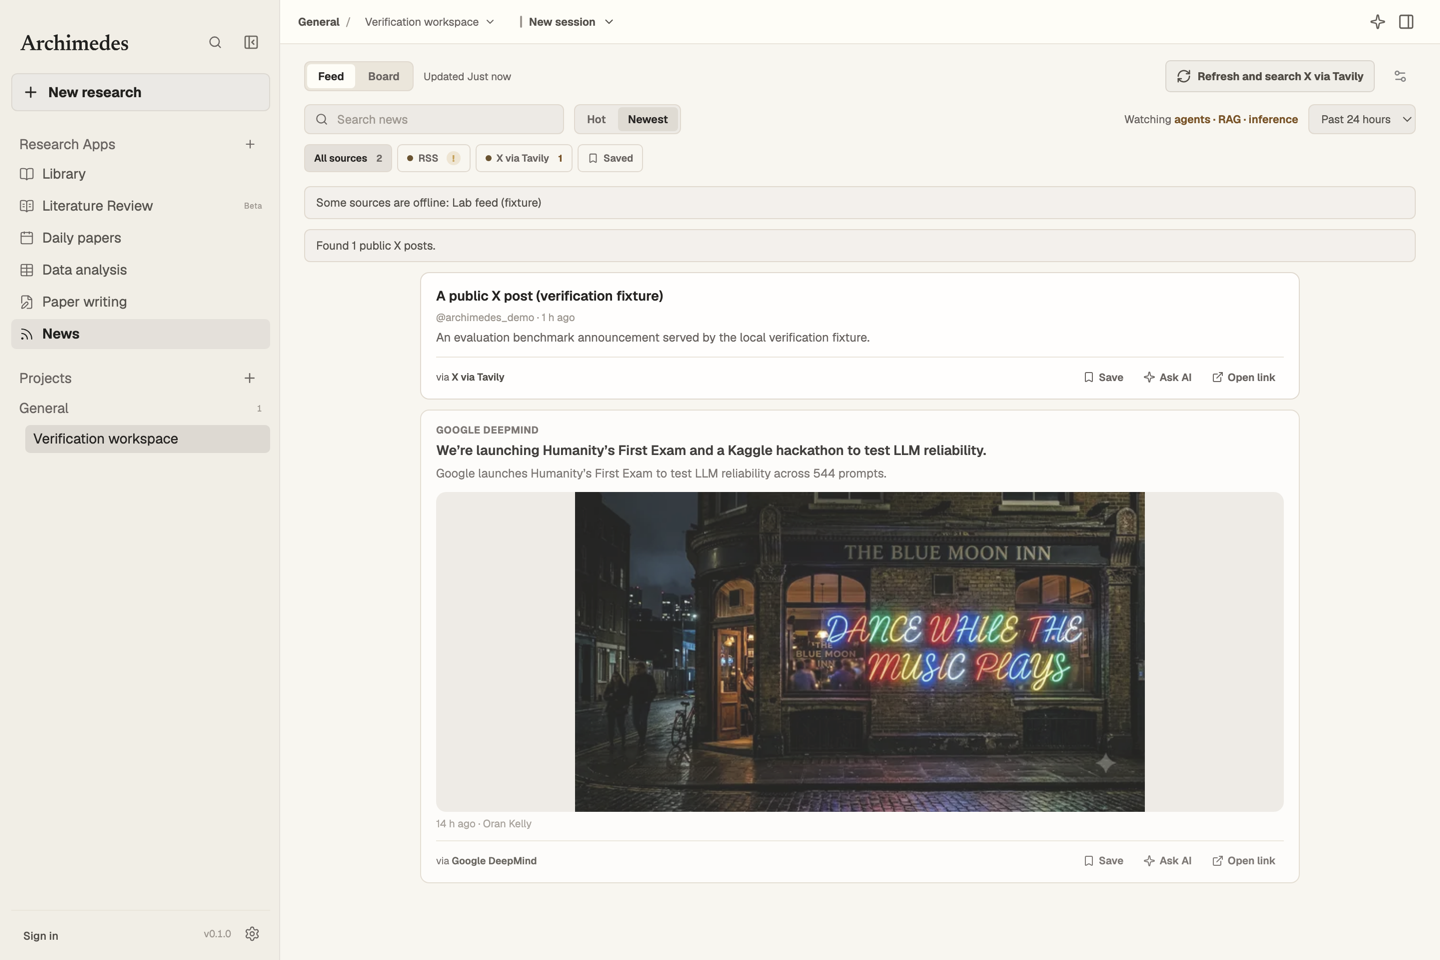 General / Verification workspace | New session
Archimedes
New research
Research Apps
Library
Literature Review Beta
Daily papers
Data analysis
Paper writing
News
Projects
General 1
Verification workspace
Sign in v0.1.0
Feed Board Updated Just now Refresh and search X via Tavily
Search news Hot Newest Watching agents · RAG · inference Past 24 hours
All sources 2 RSS ! X via Tavily 1 Saved
Some sources are offline: Lab feed (fixture)
Found 1 public X posts.
A public X post (verification fixture)
@archimedes_demo · 1 h ago
An evaluation benchmark announcement served by the local verification fixture.
via X via Tavily Save Ask AI Open link
GOOGLE DEEPMIND
We’re launching Humanity’s First Exam and a Kaggle hackathon to test LLM reliability.
Google launches Humanity’s First Exam to test LLM reliability across 544 prompts.
THE BLUE MOON INN
DANCE WHILE THE
MUSIC PLAYS
THE
BLUE MOON
INN
14 h ago · Oran Kelly
via Google DeepMind Save Ask AI Open link